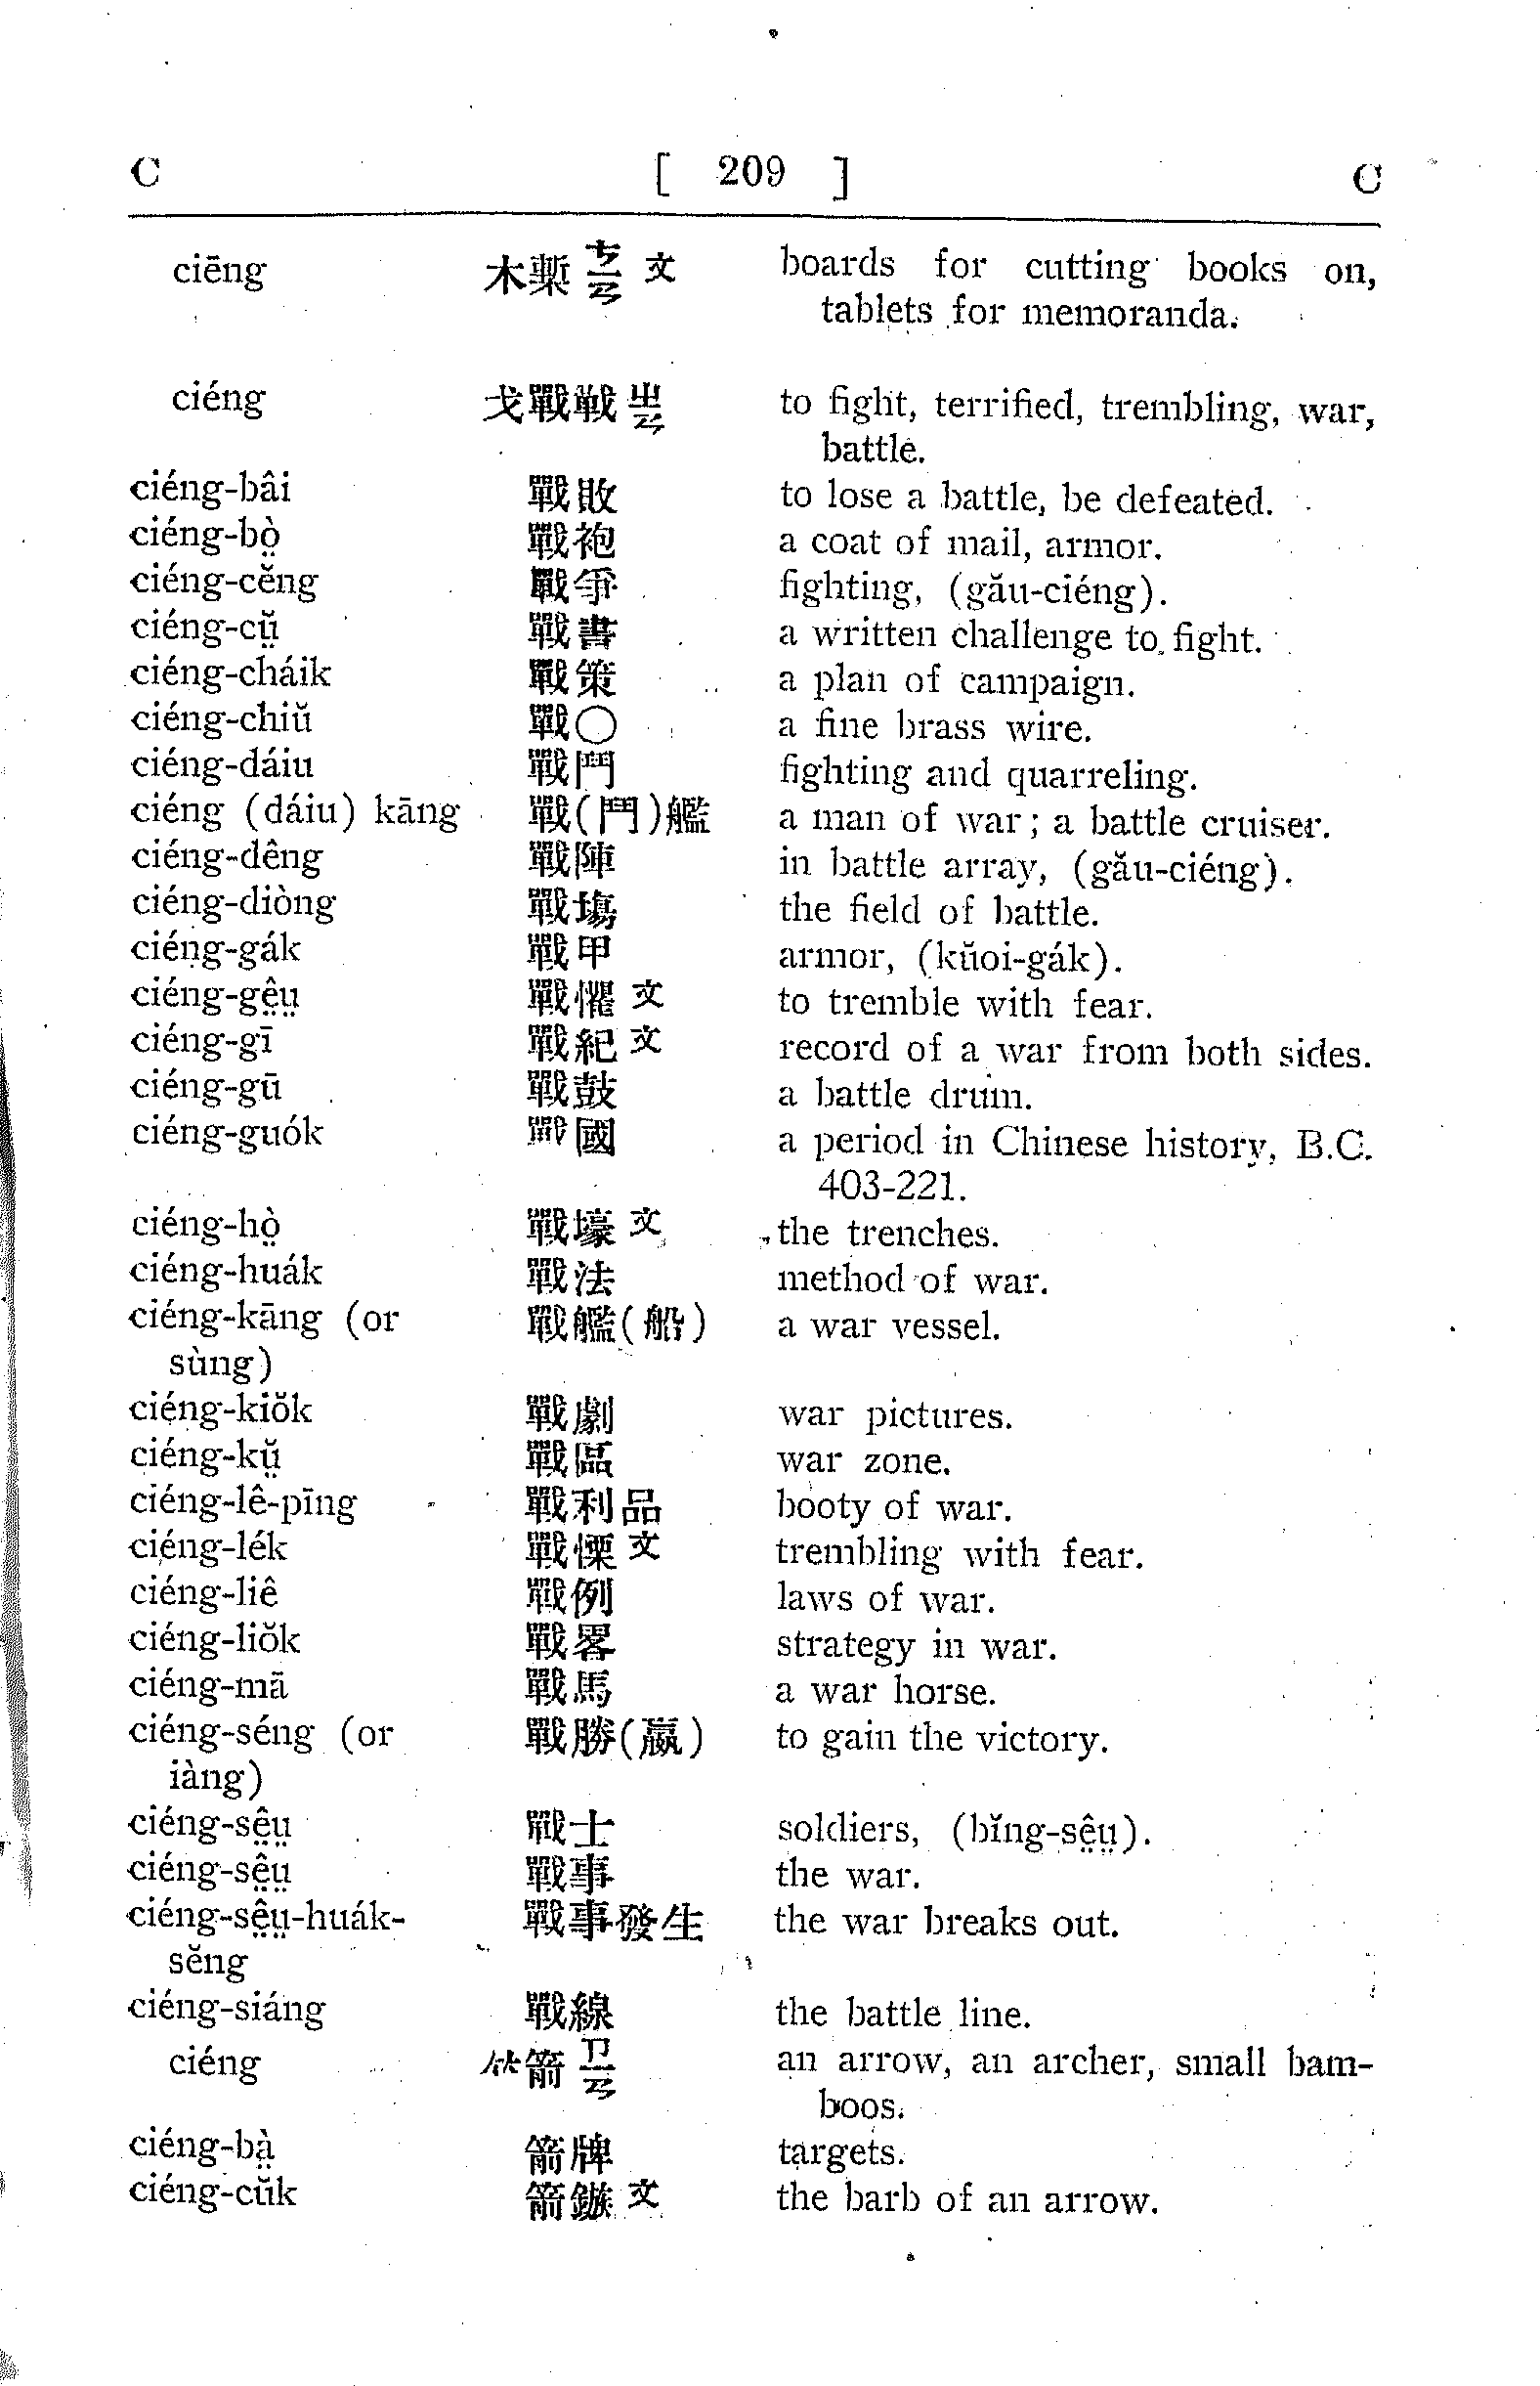 C [ 209 ] C
ciēng 木槧 ㄘㄧㄢ 文 boards for cutting books on,
tablets for memoranda.
ciéng 戈戰戦 ㄓㄢ to fight, terrified, trembling, war,
battle.
ciéng-bâi 戰敗 to lose a battle, be defeated.
ciéng-bò̤ 戰袍 a coat of mail, armor.
ciéng-cĕng 戰爭 fighting, (gău-ciéng).
ciéng-cṳ̆ 戰書 a written challenge to fight.
ciéng-cháik 戰策 a plan of campaign.
ciéng-chiŭ 戰○ a fine brass wire.
ciéng-dáiu 戰鬥 fighting and quarreling.
ciéng (dáiu) kāng 戰(鬥)艦 a man of war; a battle cruiser.
ciéng-dêng 戰陣 in battle array, (gău-ciéng).
ciéng-diòng 戰塲 the field of battle.
ciéng-gák 戰甲 armor, (kŭoi-gák).
ciéng-gê̤ṳ 戰懼 文 to tremble with fear.
ciéng-gī 戰紀 文 record of a war from both sides.
ciéng-gū 戰鼓 a battle drum.
ciéng-guók 戰國 a period in Chinese history, B.C.
403-221.
ciéng-hò̤ 戰壕 文 the trenches.
ciéng-huák 戰法 method of war.
ciéng-kāng (or 戰艦(船) a war vessel.
sùng)
ciéng-kiŏk 戰劇 war pictures.
ciéng-kṳ̆ 戰區 war zone.
ciéng-lê-pīng 戰利品 booty of war.
ciéng-lék 戰慄 文 trembling with fear.
ciéng-liê 戰例 laws of war.
ciéng-liŏk 戰畧 strategy in war.
ciéng-mā 戰馬 a war horse.
ciéng-séng (or 戰勝(贏) to gain the victory.
iàng)
ciéng-sê̤ṳ 戰士 soldiers, (bĭng-sê̤ṳ).
ciéng-sê̤ṳ 戰事 the war.
ciéng-sê̤ṳ-huák- 戰事發生 the war breaks out.
sĕng
ciéng-siáng 戰線 the battle line.
ciéng 竹箭 ㄗㄧㄢ an arrow, an archer, small bam-
boos.
ciéng-bà̤ 箭牌 targets.
ciéng-cŭk 箭鏃 文 the barb of an arrow.